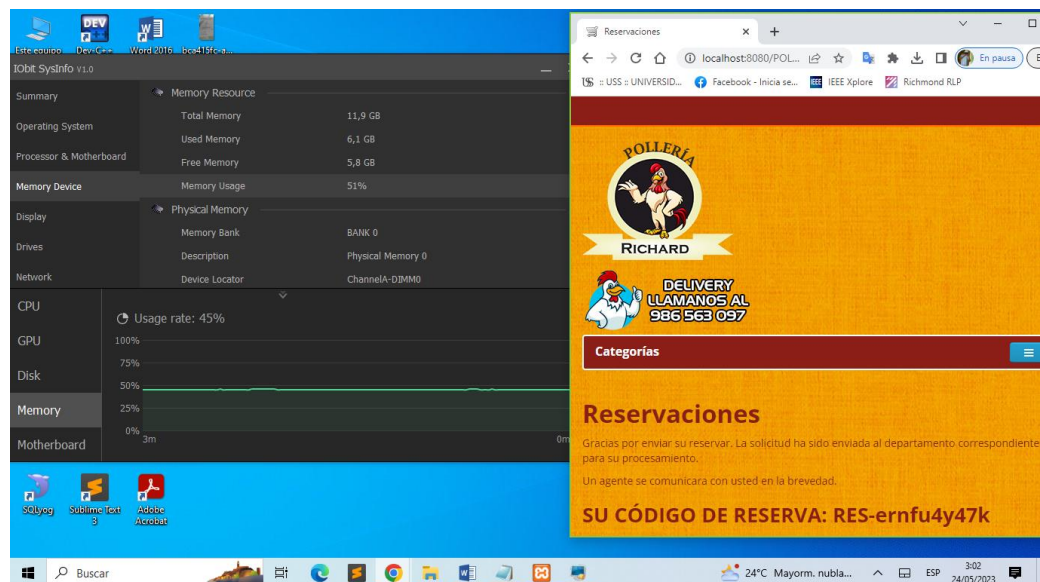 Este equipo
Dev-C++
Word 2016
bca415fc-a...
IObit SysInfo v1.0
Summary
Operating System
Processor & Motherboard
Memory Device
Display
Drives
Network
Memory Resource
Total Memory 11,9 GB
Used Memory 6,1 GB
Free Memory 5,8 GB
Memory Usage 51%
Physical Memory
Memory Bank BANK 0
Description Physical Memory 0
Device Locator ChannelA-DIMM0
CPU
GPU
Disk
Memory
Motherboard
Usage rate: 45%
100%
75%
50%
25%
0%
3m 0m
SQLyog
Sublime Text 3
Adobe Acrobat
Reservaciones
localhost:8080/POL...
En pausa
:: USS :: UNIVERSID...
Facebook - Inicia se...
IEEE Xplore
Richmond RLP
POLLERÍA
RICHARD
DELIVERY
LLAMANOS AL
986 563 097
Categorías
Reservaciones
Gracias por enviar su reservar. La solicitud ha sido enviada al departamento correspondiente
para su procesamiento.
Un agente se comunicara con usted en la brevedad.
SU CÓDIGO DE RESERVA: RES-ernfu4y47k
Buscar
24°C Mayorm. nubla...
ESP
3:02
24/05/2023